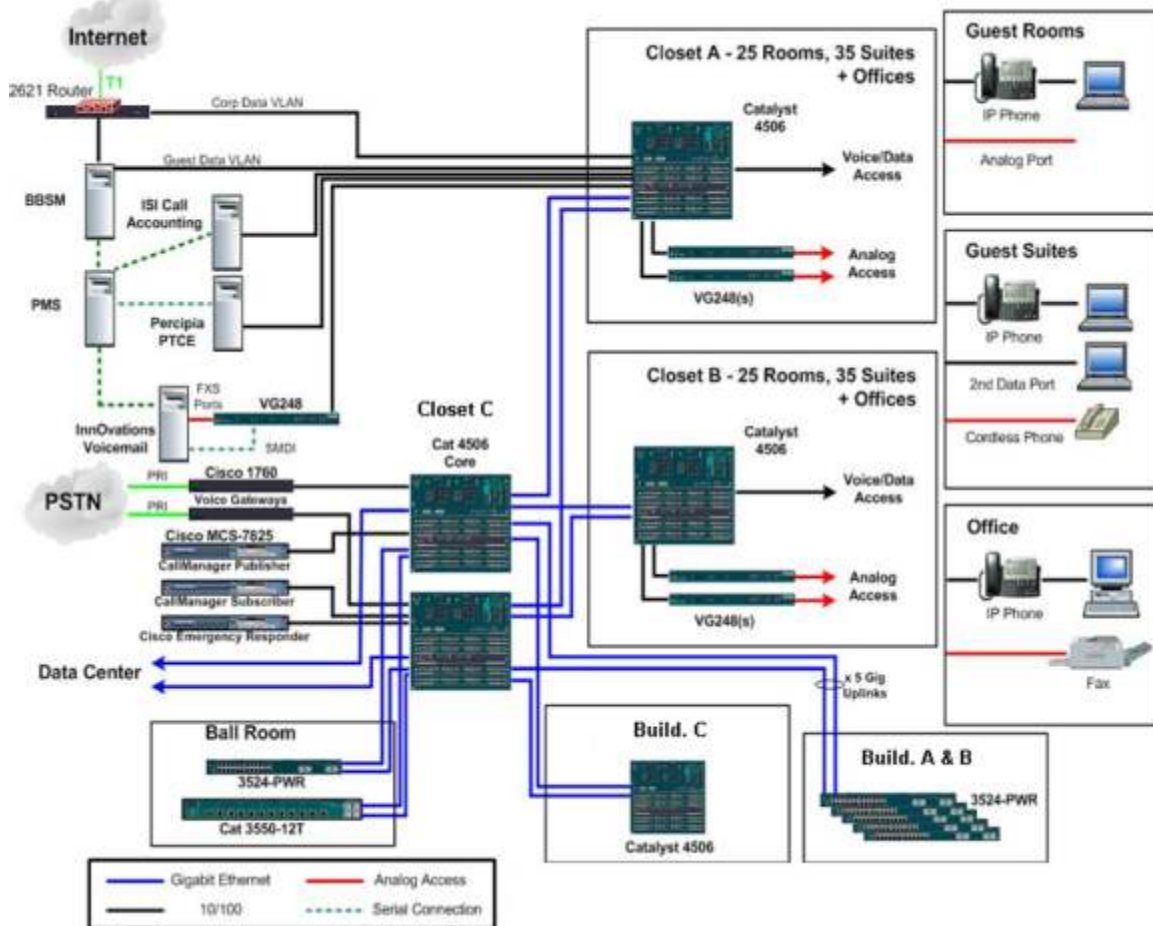 Internet
T1
2621 Router
Corp Data VLAN
Guest Data VLAN
BBSM
ISI Call
Accounting
PMS
Percipia
PTCE
FXS
Ports
VG248
InnOvations
Voicemail
SMDI
PSTN
PRI
Cisco 1760
PRI
Voice Gateways
Cisco MCS-7825
CallManager Publisher
CallManager Subscriber
Cisco Emergency Responder
Data Center
Closet C
Cat 4506
Core
Closet A - 25 Rooms, 35 Suites
+ Offices
Catalyst
4506
Voice/Data
Access
Analog
Access
VG248(s)
Closet B - 25 Rooms, 35 Suites
+ Offices
Catalyst
4506
Voice/Data
Access
Analog
Access
VG248(s)
Guest Rooms
IP Phone
Analog Port
Guest Suites
IP Phone
2nd Data Port
Cordless Phone
Office
IP Phone
Fax
x 5 Gig
Uplinks
Ball Room
3524-PWR
Cat 3550-12T
Build. C
Catalyst 4506
Build. A & B
3524-PWR
Gigabit Ethernet
Analog Access
10/100
Serial Connection